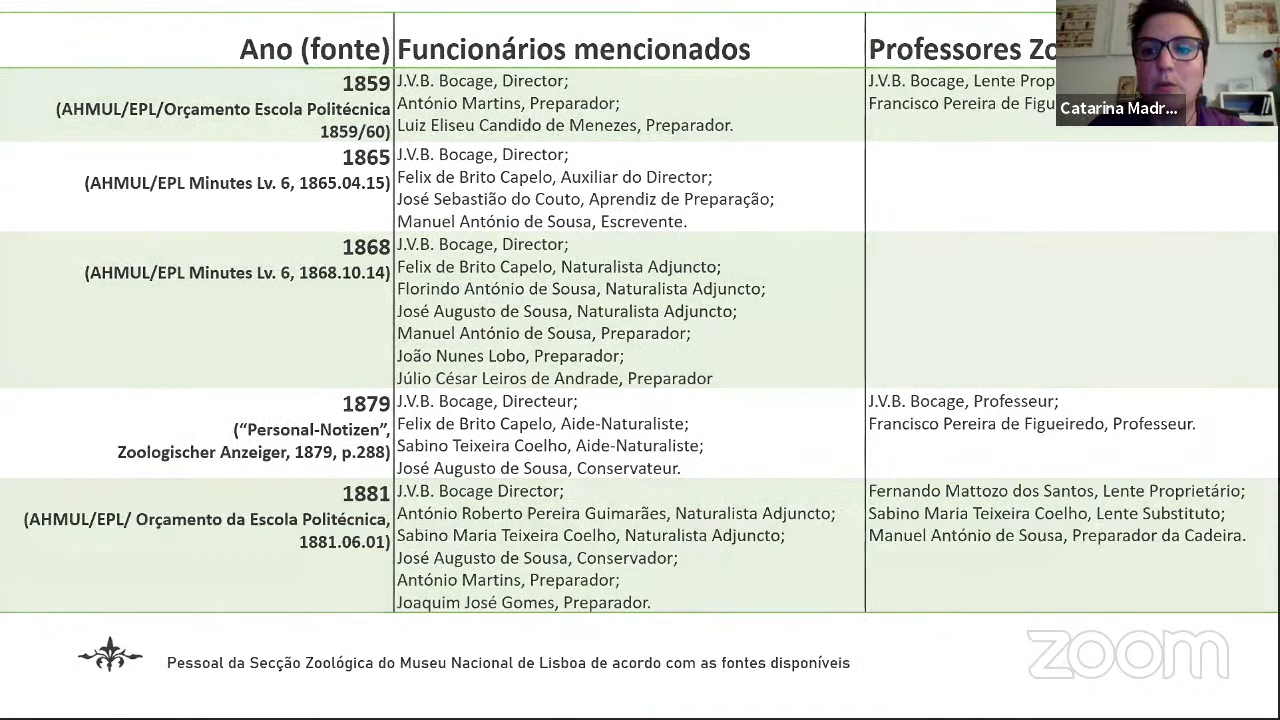 Ano (fonte) Funcionários mencionados Professores
Catarina Madr...
1859
(AHMUL/EPL/Orçamento Escola Politécnica
1859/60)
J.V.B. Bocage, Director;
António Martins, Preparador;
Luiz Eliseu Candido de Menezes, Preparador.
J.V.B. Bocage, Lente
Francisco Pereira de
1865
(AHMUL/EPL Minutes Lv. 6, 1865.04.15)
J.V.B. Bocage, Director;
Felix de Brito Capelo, Auxiliar do Director;
José Sebastião do Couto, Aprendiz de Preparação;
Manuel António de Sousa, Escrevente.
1868
(AHMUL/EPL Minutes Lv. 6, 1868.10.14)
J.V.B. Bocage, Director;
Felix de Brito Capelo, Naturalista Adjuncto;
Florindo António de Sousa, Naturalista Adjuncto;
José Augusto de Sousa, Naturalista Adjuncto;
Manuel António de Sousa, Preparador;
João Nunes Lobo, Preparador;
Júlio César Leiros de Andrade, Preparador
1879
(“Personal-Notizen”,
Zoologischer Anzeiger, 1879, p.288)
J.V.B. Bocage, Directeur;
Felix de Brito Capelo, Aide-Naturaliste;
Sabino Teixeira Coelho, Aide-Naturaliste;
José Augusto de Sousa, Conservateur.
J.V.B. Bocage, Professeur;
Francisco Pereira de Figueiredo, Professeur.
1881
(AHMUL/EPL/ Orçamento da Escola Politécnica,
1881.06.01)
J.V.B. Bocage Director;
António Roberto Pereira Guimarães, Naturalista Adjuncto;
Sabino Maria Teixeira Coelho, Naturalista Adjuncto;
José Augusto de Sousa, Conservador;
António Martins, Preparador;
Joaquim José Gomes, Preparador.
Fernando Mattozo dos Santos, Lente Proprietário;
Sabino Maria Teixeira Coelho, Lente Substituto;
Manuel António de Sousa, Preparador da Cadeira.
Pessoal da Secção Zoológica do Museu Nacional de Lisboa de acordo com as fontes disponíveis
zoom